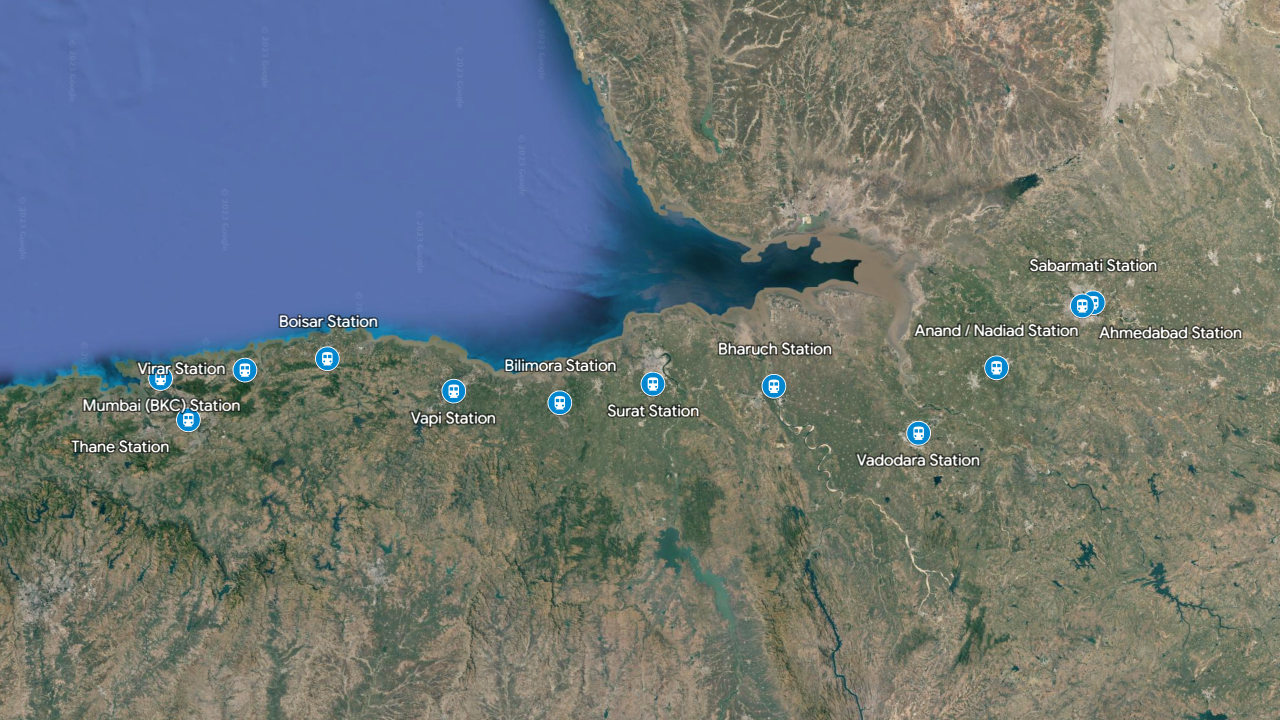 Sabarmati Station
Boisar Station
Anand / Nadiad Station
Ahmedabad Station
Bharuch Station
Virar Station
Bilimora Station
Mumbai (BKC) Station
Surat Station
Vapi Station
Thane Station
Vadodara Station